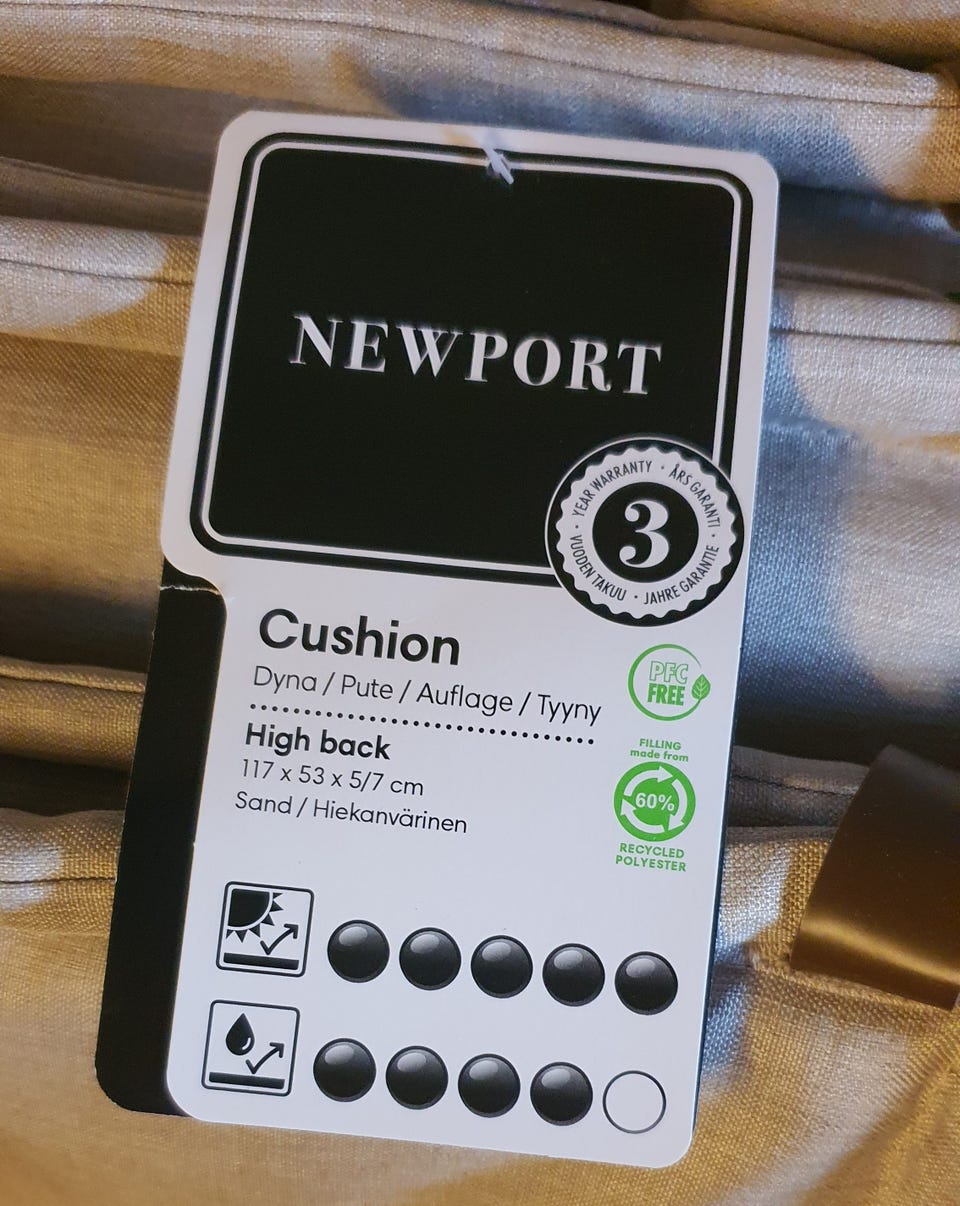 NEWPORT
YEAR WARRANTY · ÅRS GARANTI · JAHRE GARANTIE · VUODEN TAKUU ·
3
Cushion
Dyna / Pute / Auflage / Tyyny
High back
117 x 53 x 5/7 cm
Sand / Hiekanvärinen
PFC
FREE
FILLING
made from
60%
RECYCLED
POLYESTER